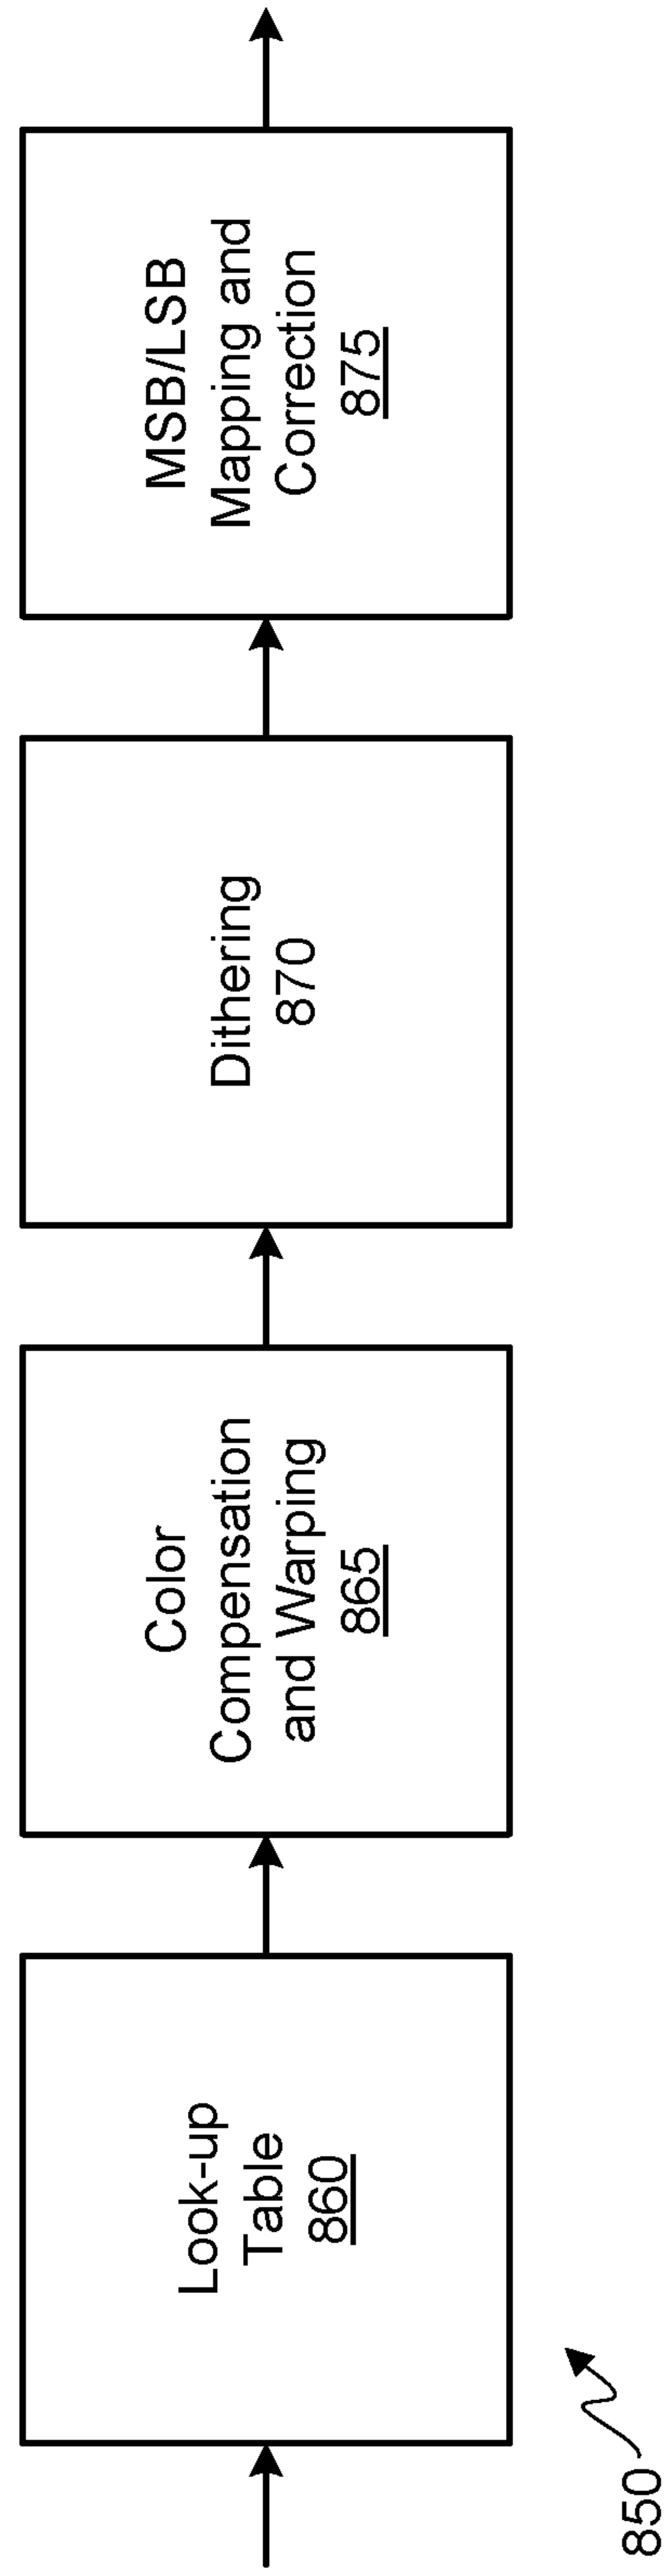 Look-up
Table
860
Color
Compensation
and Warping
865
Dithering
870
MSB/LSB
Mapping and
Correction
875
850